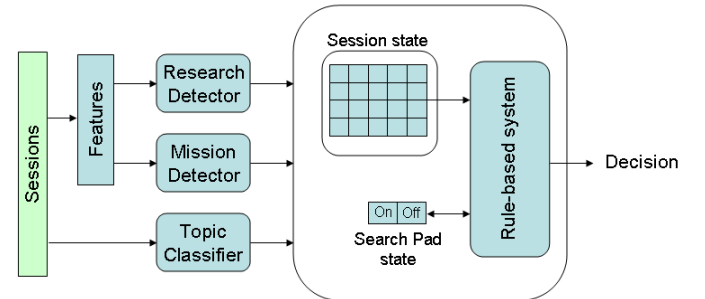 Sessions
Features
Research
Detector
Mission
Detector
Topic
Classifier
Session state
On Off
Search Pad
state
Rule-based system
Decision